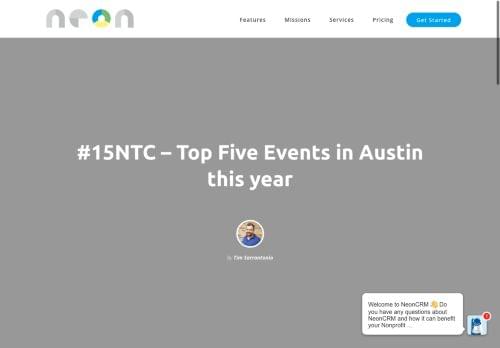 neon
Features Missions Services Pricing Get Started
#15NTC – Top Five Events in Austin
this year
by Tim Sarrantonio
Welcome to NeonCRM 👋 Do
you have any questions about
NeonCRM and how it can benefit
your Nonprofit ...
1